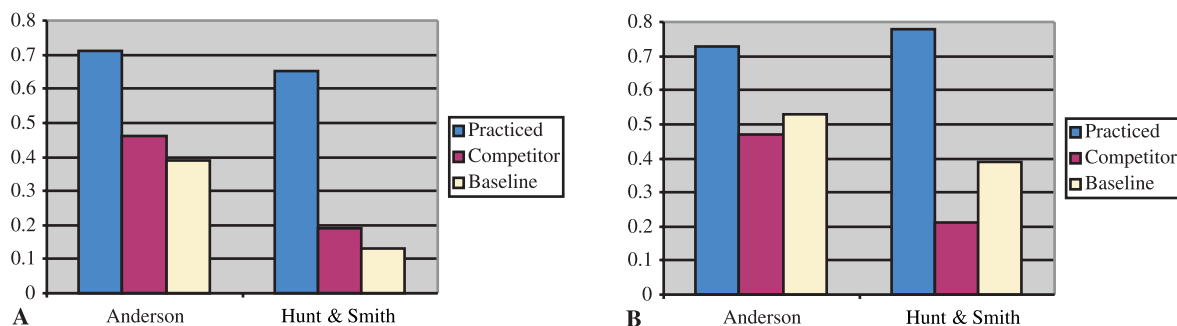 0.8
0.7
0.6
0.5
0.4
0.3
0.2
0.1
0
Anderson
Hunt & Smith
Practiced
Competitor
Baseline
A
0.8
0.7
0.6
0.5
0.4
0.3
0.2
0.1
0
Anderson
Hunt & Smith
Practiced
Competitor
Baseline
B